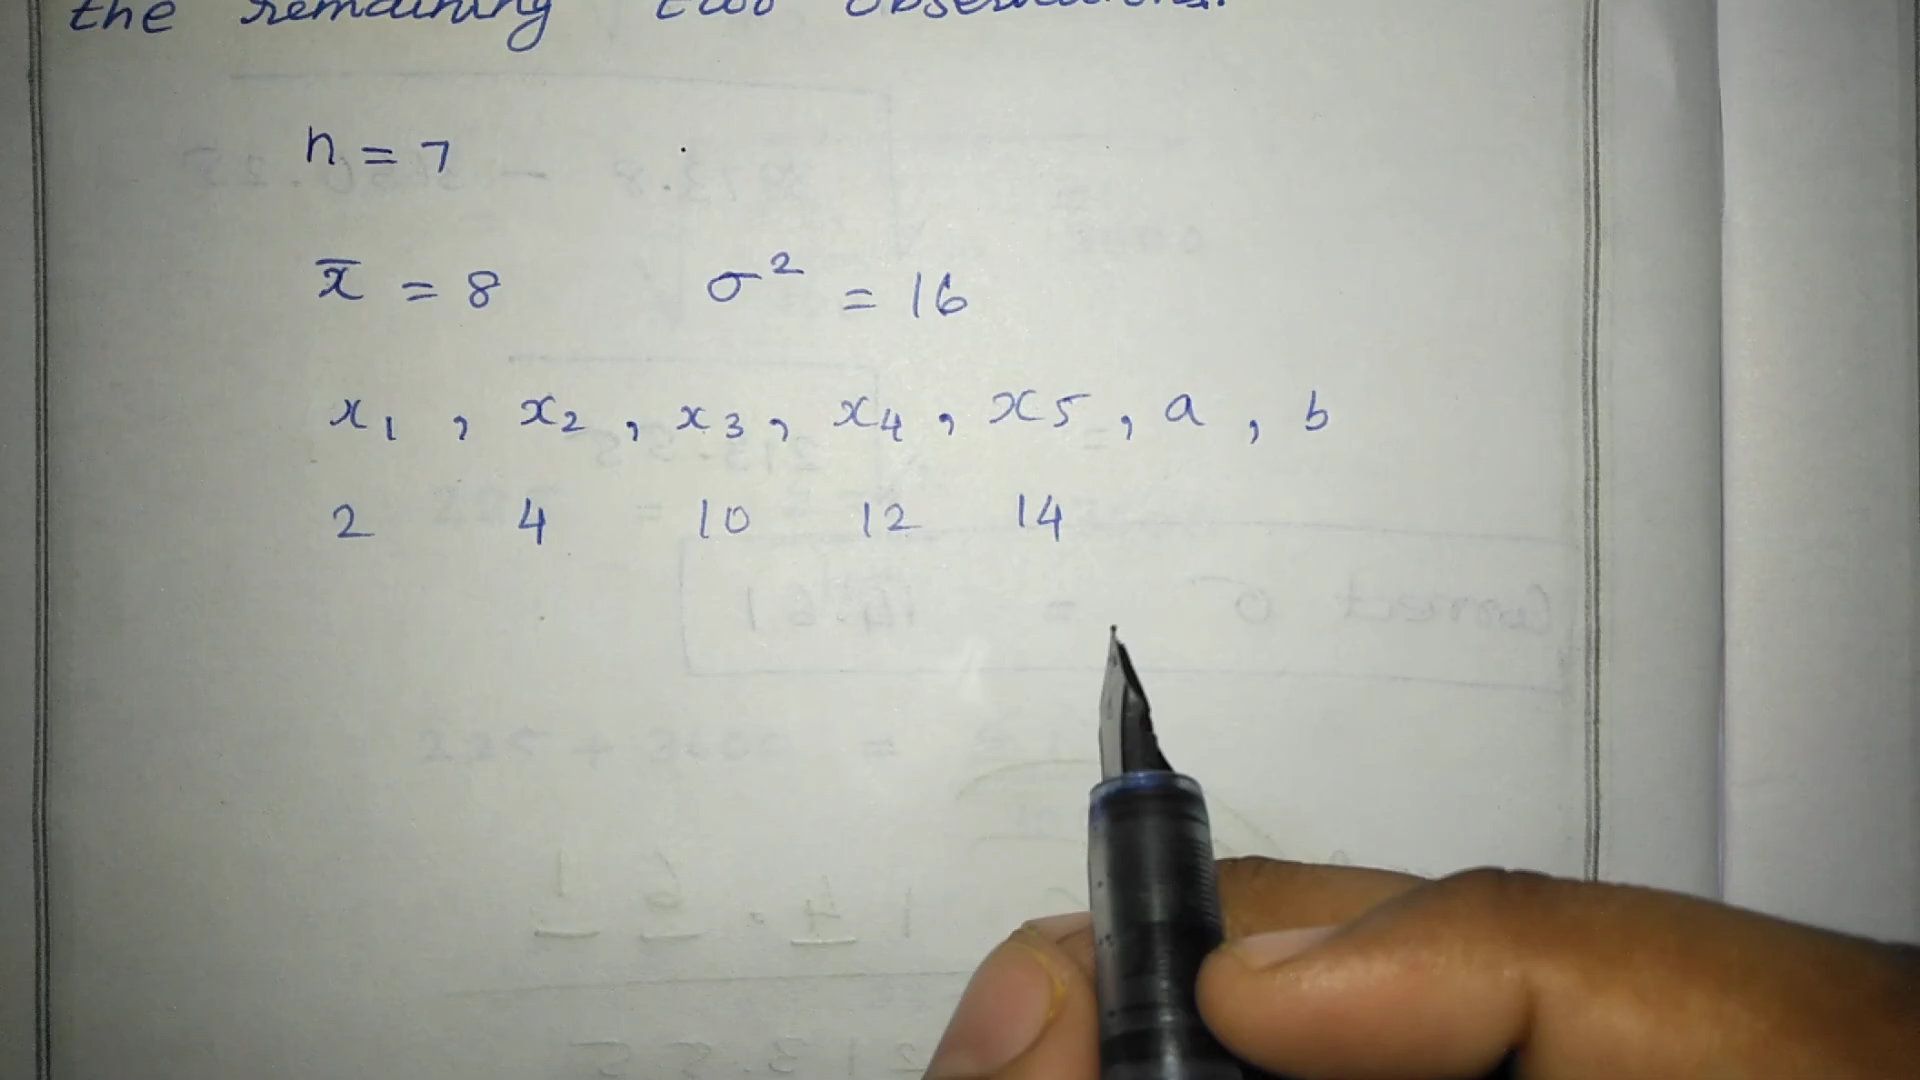 the remaining two observations.
n = 7
x̄ = 8 σ² = 16
x₁ , x₂ , x₃ , x₄ , x₅ , a , b
2 4 10 12 14